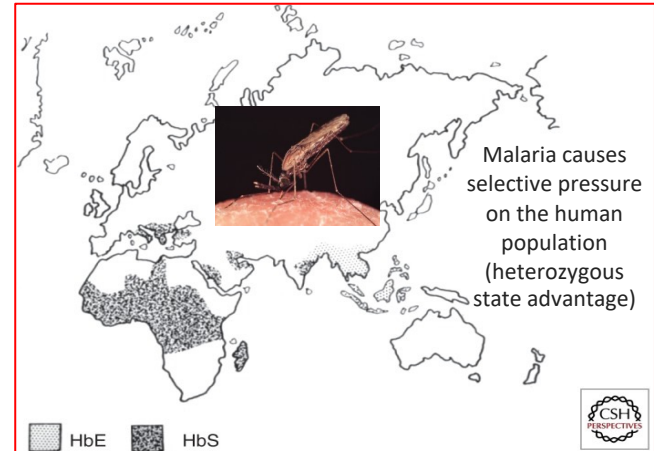 Malaria causes
selective pressure
on the human
population
(heterozygous
state advantage)
HbE
HbS
CSH
PERSPECTIVES